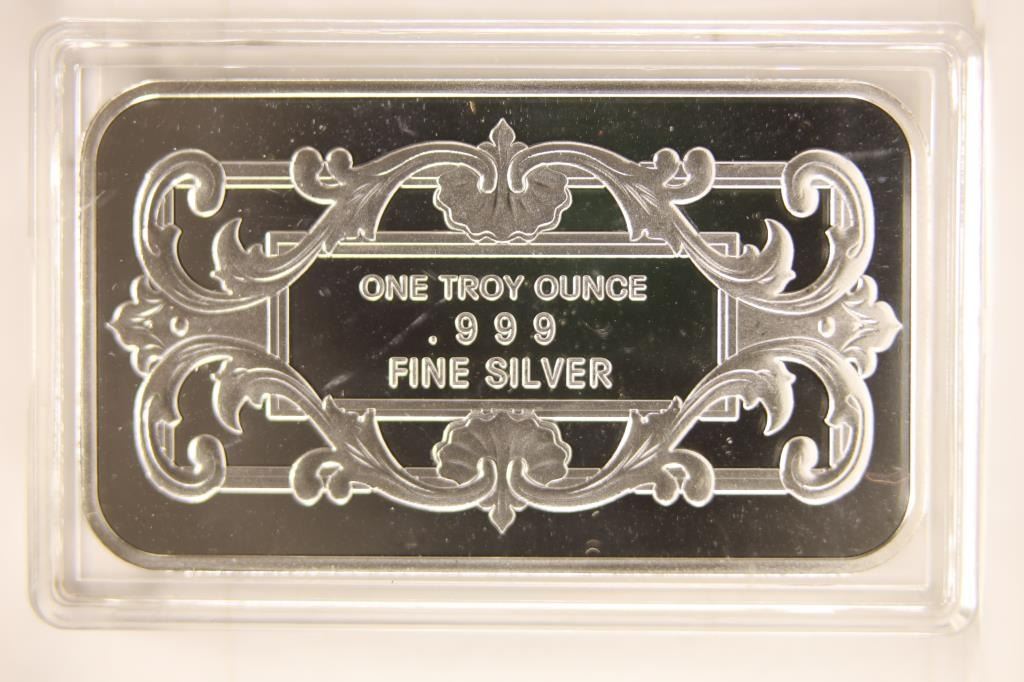 ONE TROY OUNCE
.999
FINE SILVER